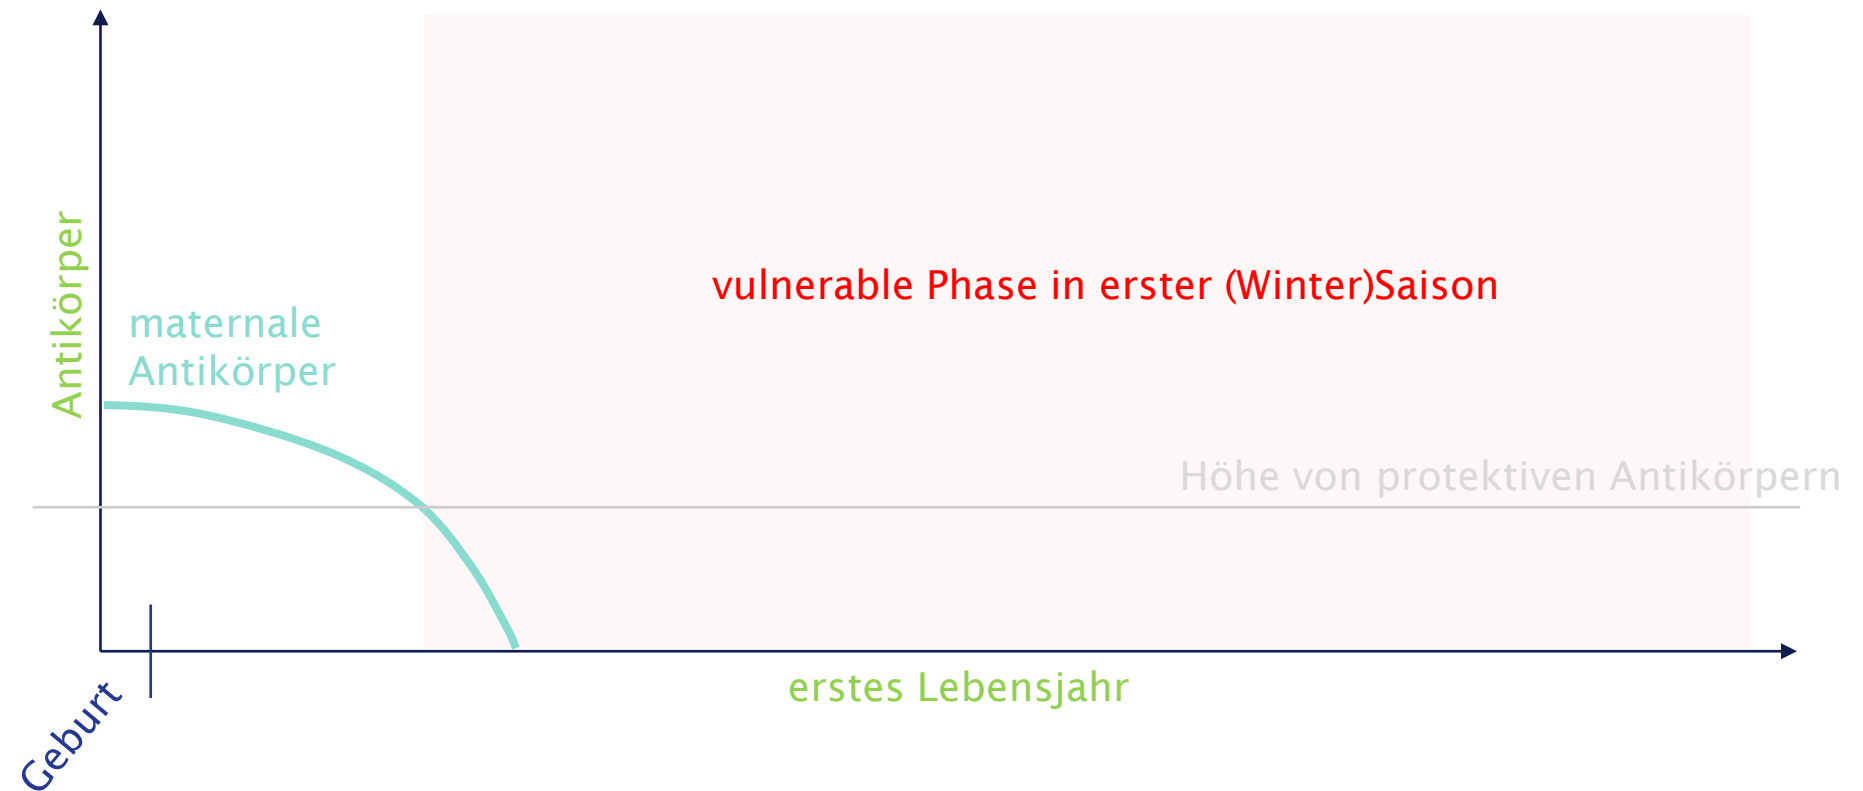 Antikörper
maternale
Antikörper
vulnerable Phase in erster (Winter)Saison
Höhe von protektiven Antikörpern
erstes Lebensjahr
Geburt